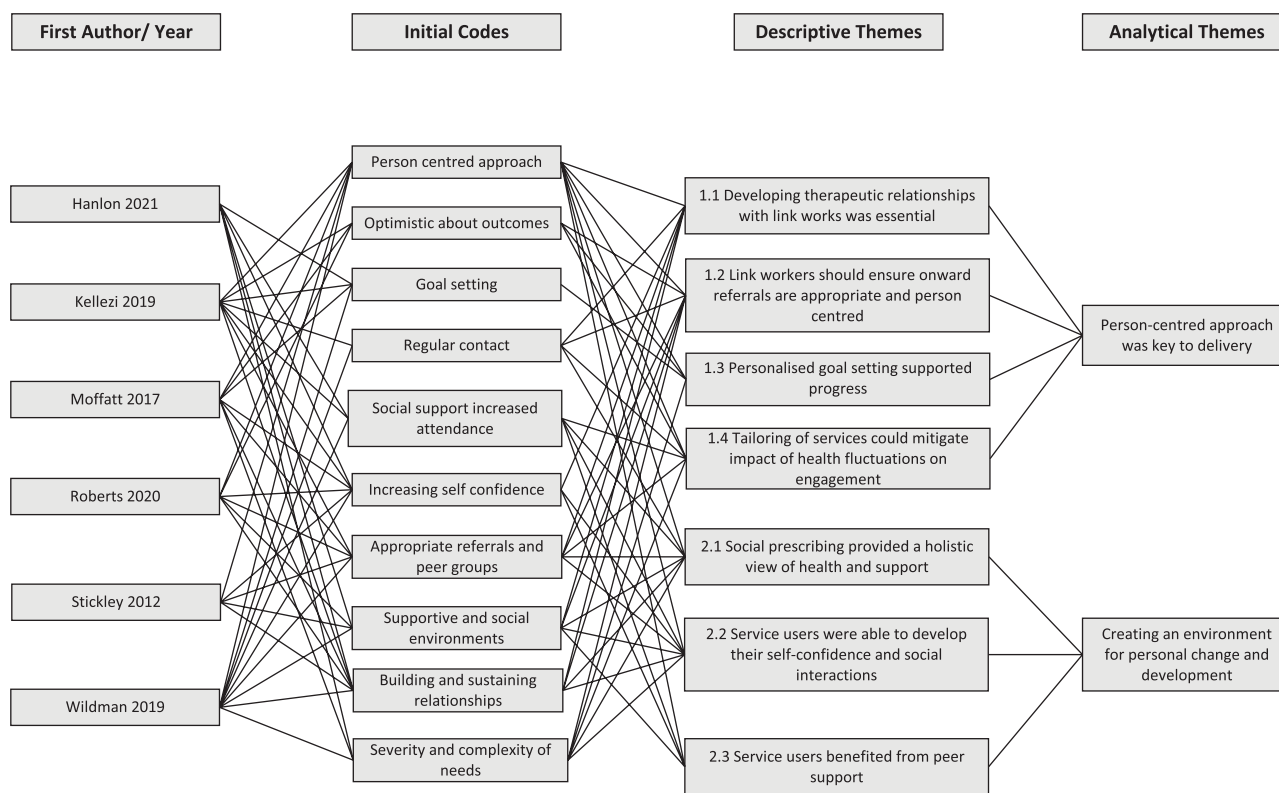 First Author/ Year
Initial Codes
Descriptive Themes
Analytical Themes
Hanlon 2021
Kellezi 2019
Moffatt 2017
Roberts 2020
Stickley 2012
Wildman 2019
Person centred approach
Optimistic about outcomes
Goal setting
Regular contact
Social support increased
attendance
Increasing self confidence
Appropriate referrals and
peer groups
Supportive and social
environments
Building and sustaining
relationships
Severity and complexity of
needs
1.1 Developing therapeutic relationships
with link works was essential
1.2 Link workers should ensure onward
referrals are appropriate and person
centred
1.3 Personalised goal setting supported
progress
1.4 Tailoring of services could mitigate
impact of health fluctuations on
engagement
2.1 Social prescribing provided a holistic
view of health and support
2.2 Service users were able to develop
their self-confidence and social
interactions
2.3 Service users benefited from peer
support
Person-centred approach
was key to delivery
Creating an environment
for personal change and
development